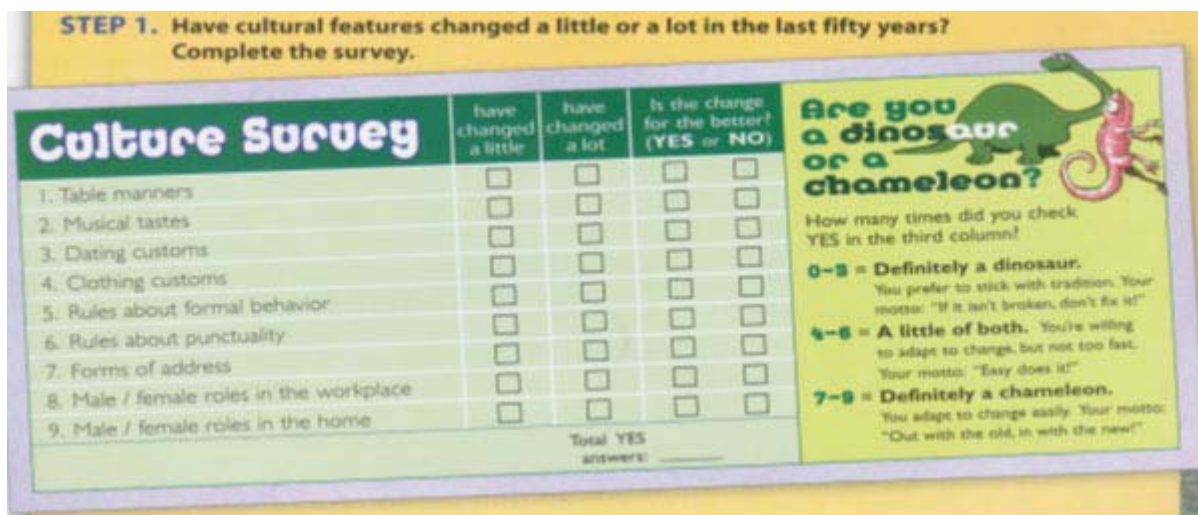 STEP 1. Have cultural features changed a little or a lot in the last fifty years?
Complete the survey.
Culture Survey
have changed a little
have changed a lot
Is the change for the better? (YES or NO)
1. Table manners
2. Musical tastes
3. Dating customs
4. Clothing customs
5. Rules about formal behavior
6. Rules about punctuality
7. Forms of address
8. Male / female roles in the workplace
9. Male / female roles in the home
Total YES
answers:
Are you
a dinosaur
or a
chameleon?
How many times did you check
YES in the third column?
0–3 = Definitely a dinosaur.
You prefer to stick with tradition. Your
motto: "If it isn't broken, don't fix it!"
4–6 = A little of both. You're willing
to adapt to change, but not too fast.
Your motto: "Easy does it!"
7–9 = Definitely a chameleon.
You adapt to change easily. Your motto:
"Out with the old, in with the new!"